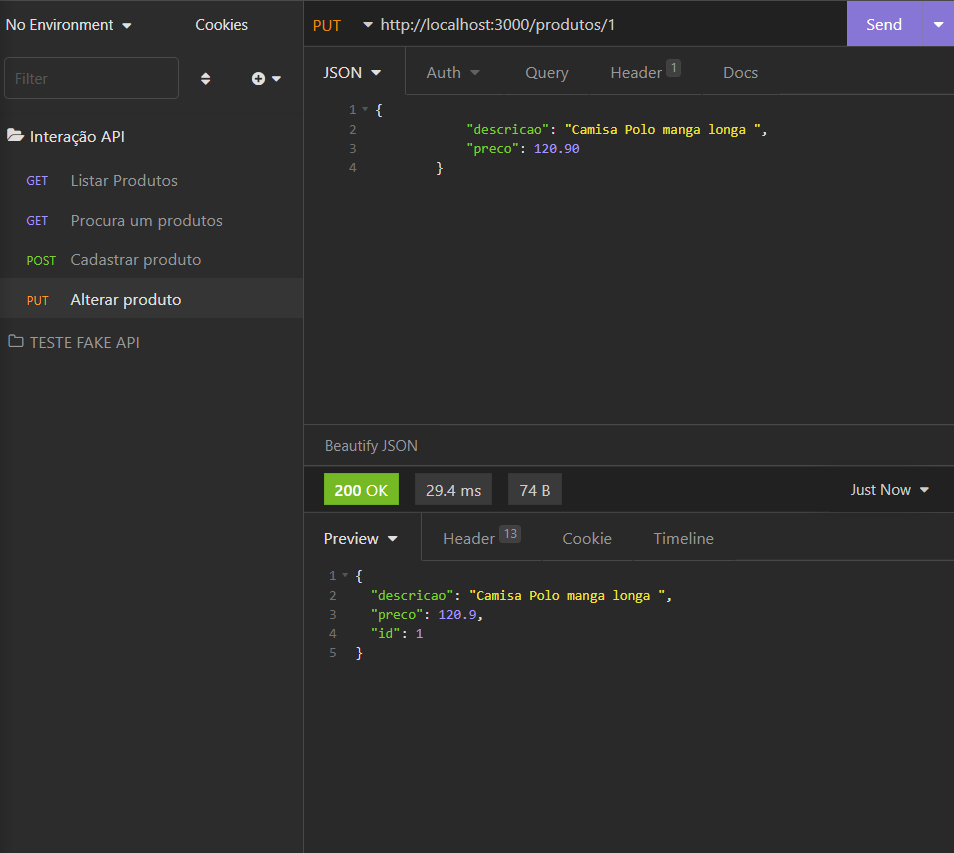 No Environment
Cookies
Filter
Interação API
GET Listar Produtos
GET Procura um produtos
POST Cadastrar produto
PUT Alterar produto
TESTE FAKE API
PUT http://localhost:3000/produtos/1 Send
JSON Auth Query Header 1 Docs
1 {
2 "descricao": "Camisa Polo manga longa ",
3 "preco": 120.90
4 }
Beautify JSON
200 OK 29.4 ms 74 B Just Now
Preview Header 13 Cookie Timeline
1 {
2 "descricao": "Camisa Polo manga longa ",
3 "preco": 120.9,
4 "id": 1
5 }